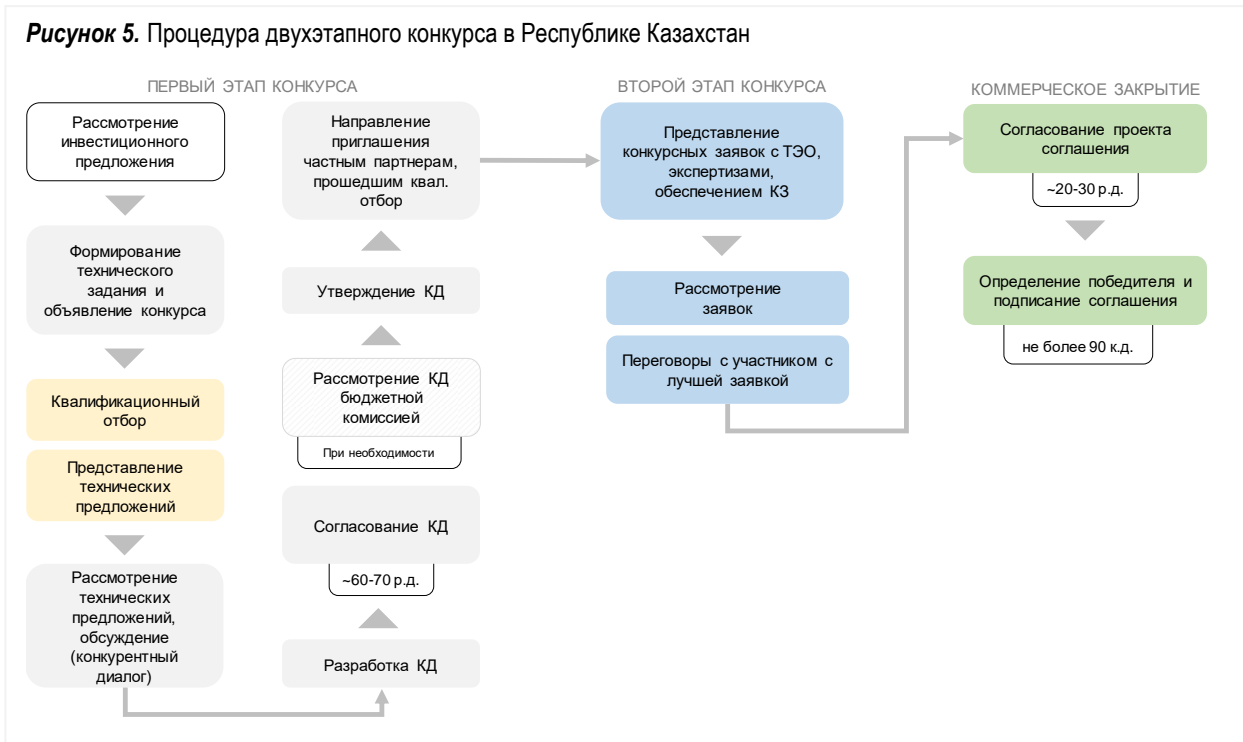 Рисунок 5. Процедура двухэтапного конкурса в Республике Казахстан
ПЕРВЫЙ ЭТАП КОНКУРСА
Рассмотрение
инвестиционного
предложения
Формирование
технического
задания и
объявление конкурса
Квалификационный
отбор
Представление
технических
предложений
Рассмотрение
технических
предложений,
обсуждение
(конкурентный
диалог)
Направление
приглашения
частным партнерам,
прошедшим квал.
отбор
Утверждение КД
Рассмотрение КД
бюджетной
комиссией
При необходимости
Согласование КД
~60-70 р.д.
Разработка КД
ВТОРОЙ ЭТАП КОНКУРСА
Представление
конкурсных заявок с ТЭО,
экспертизами,
обеспечением КЗ
Рассмотрение
заявок
Переговоры с участником с
лучшей заявкой
КОММЕРЧЕСКОЕ ЗАКРЫТИЕ
Согласование проекта
соглашения
~20-30 р.д.
Определение победителя и
подписание соглашения
не более 90 к.д.